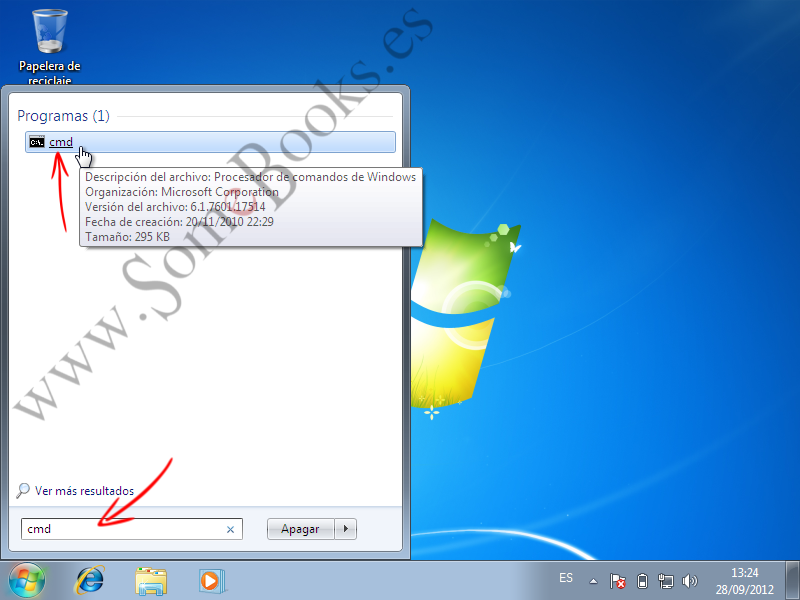 Papelera de
reciclaje
Programas (1)
C:\.
cmd
Descripción del archivo: Procesador de comandos de Windows
Organización: Microsoft Corporation
Versión del archivo: 6.1.7601.17514
Fecha de creación: 20/11/2010 22:29
Tamaño: 295 KB
www.SomeBooks.es
Ver más resultados
cmd
Apagar
ES
13:24
28/09/2012